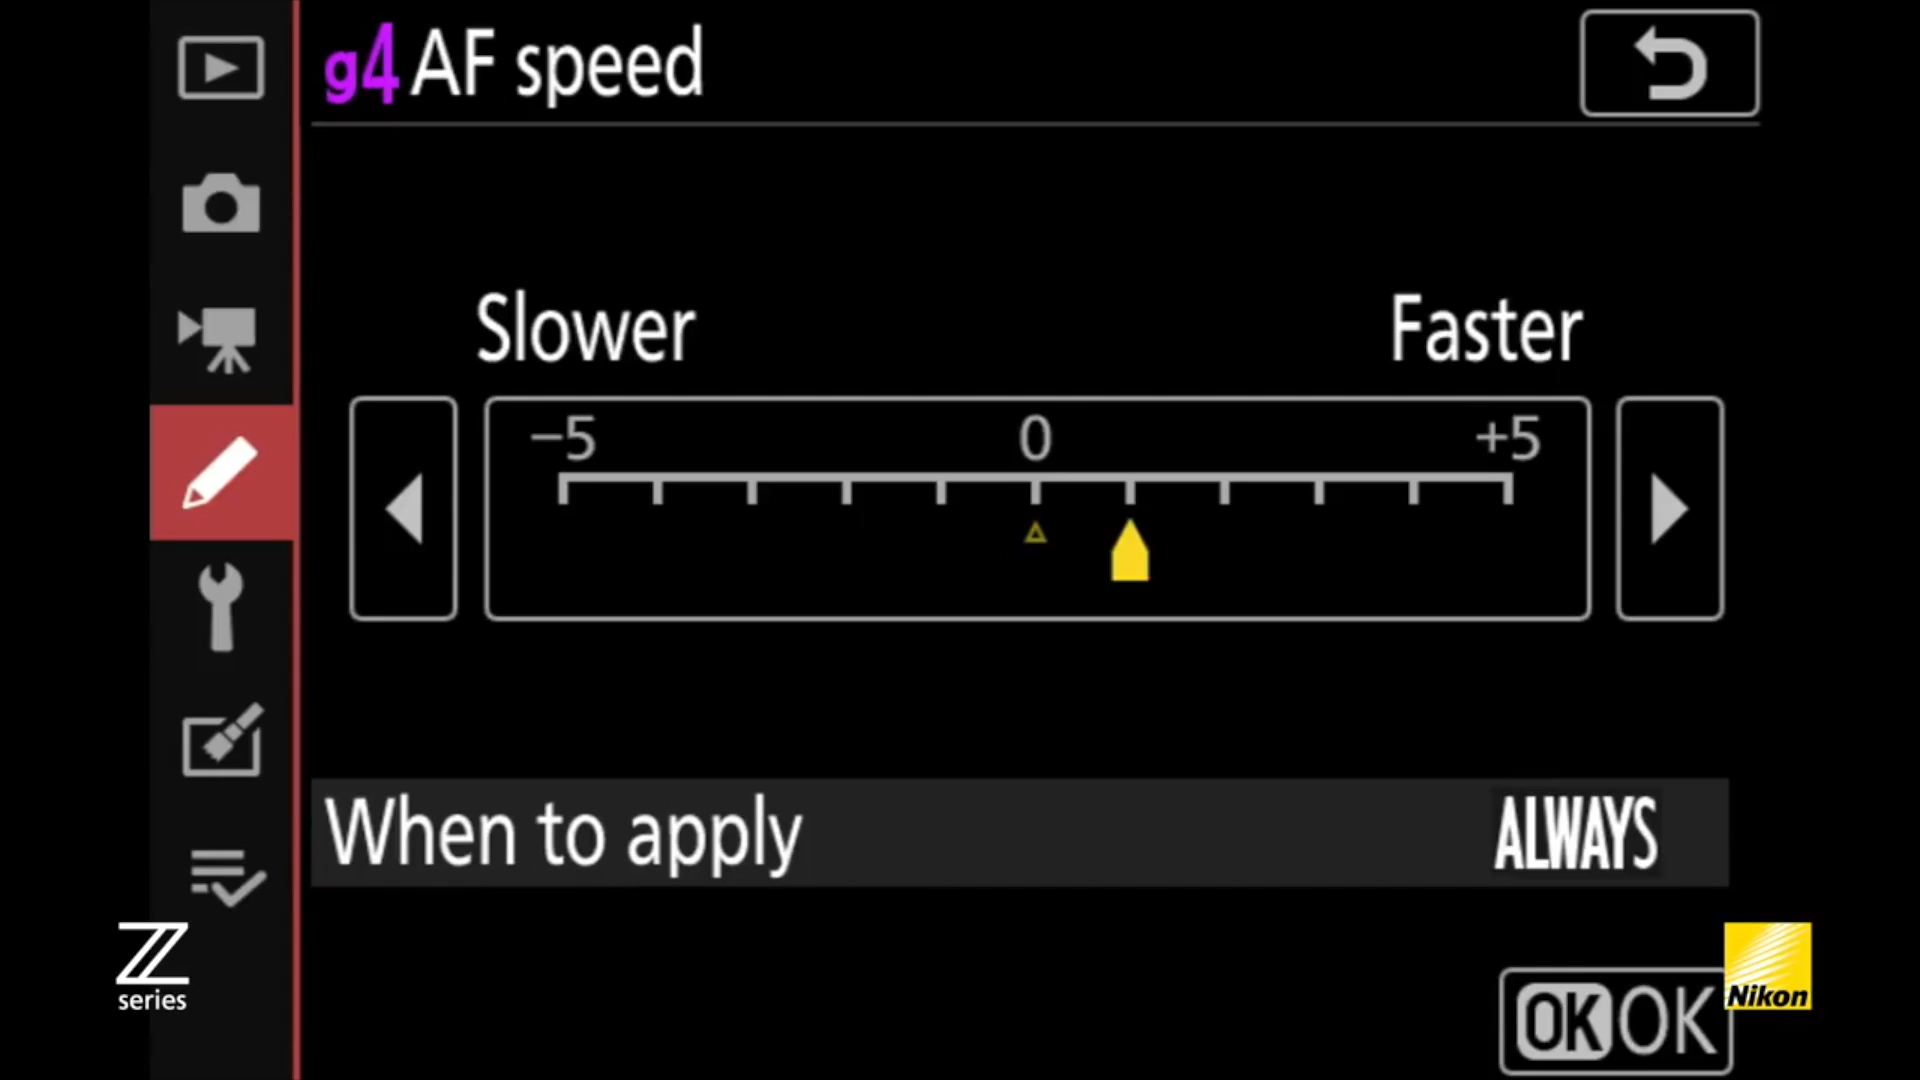 g4 AF speed
Slower Faster
−5 0 +5
When to apply ALWAYS
Z
series
OK OK
Nikon